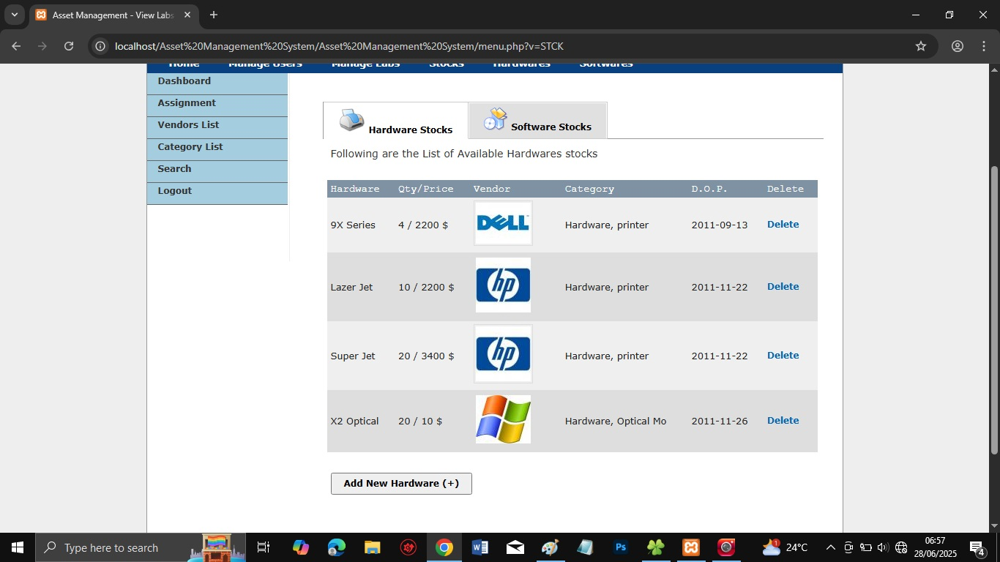 Asset Management - View Labs
localhost/Asset%20Management%20System/Asset%20Management%20System/menu.php?v=STCK
Home Manage Users Manage Labs Stocks Hardwares Softwares
Dashboard
Assignment
Vendors List
Category List
Search
Logout
Hardware Stocks Software Stocks
Following are the List of Available Hardwares stocks
Hardware Qty/Price Vendor Category D.O.P. Delete
9X Series 4 / 2200 $ DELL Hardware, printer 2011-09-13 Delete
Lazer Jet 10 / 2200 $ hp Hardware, printer 2011-11-22 Delete
Super Jet 20 / 3400 $ hp Hardware, printer 2011-11-22 Delete
X2 Optical 20 / 10 $ Hardware, Optical Mo 2011-11-26 Delete
Add New Hardware (+)
Type here to search
W
Ps
1
24°C
06:57
28/06/2025
4